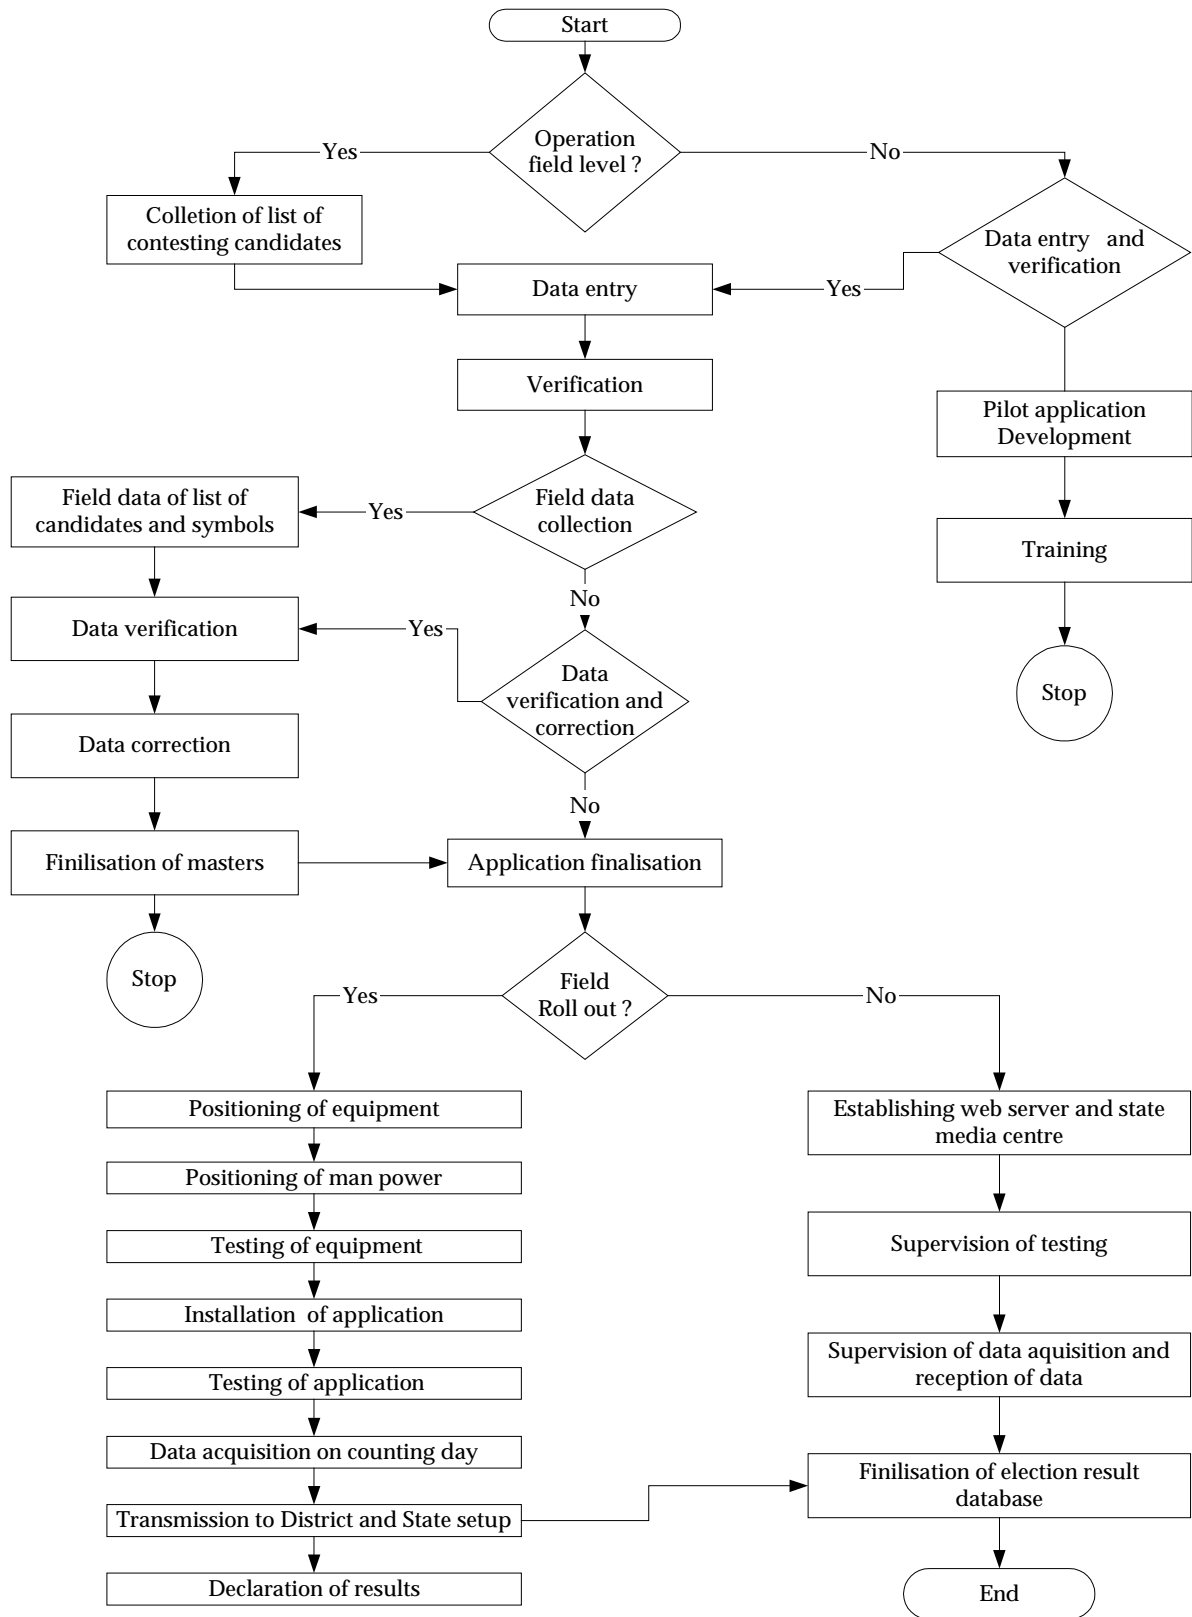 Start
Operation
field level ?
Yes
No
Colletion of list of
contesting candidates
Data entry and
verification
Data entry
Yes
Verification
Pilot application
Development
Field data of list of
candidates and symbols
Yes
Field data
collection
Training
No
Data verification
Yes
Data
verification and
correction
Stop
Data correction
No
Finilisation of masters
Application finalisation
Stop
Field
Roll out ?
Yes
No
Positioning of equipment
Establishing web server and state
media centre
Positioning of man power
Testing of equipment
Supervision of testing
Installation of application
Supervision of data aquisition and
reception of data
Testing of application
Data acquisition on counting day
Finilisation of election result
database
Transmission to District and State setup
Declaration of results
End